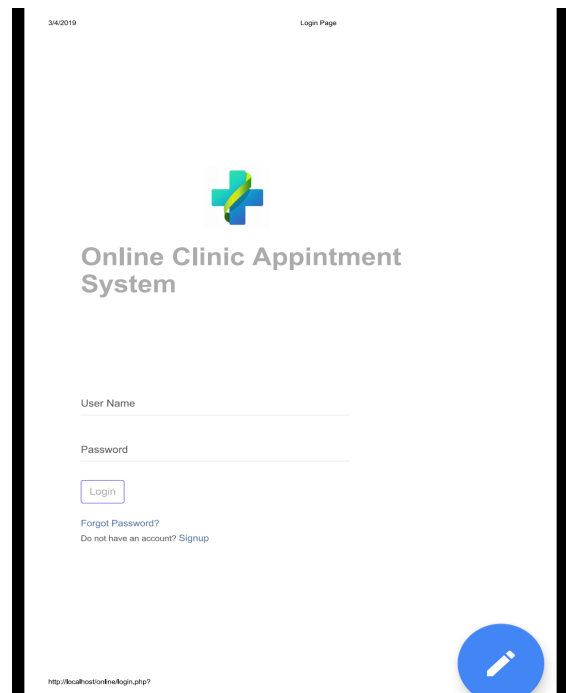 3/4/2019 Login Page
Online Clinic Appintment
System
User Name
Password
Login
Forgot Password?
Do not have an account? Signup
http://localhost/online/login.php?